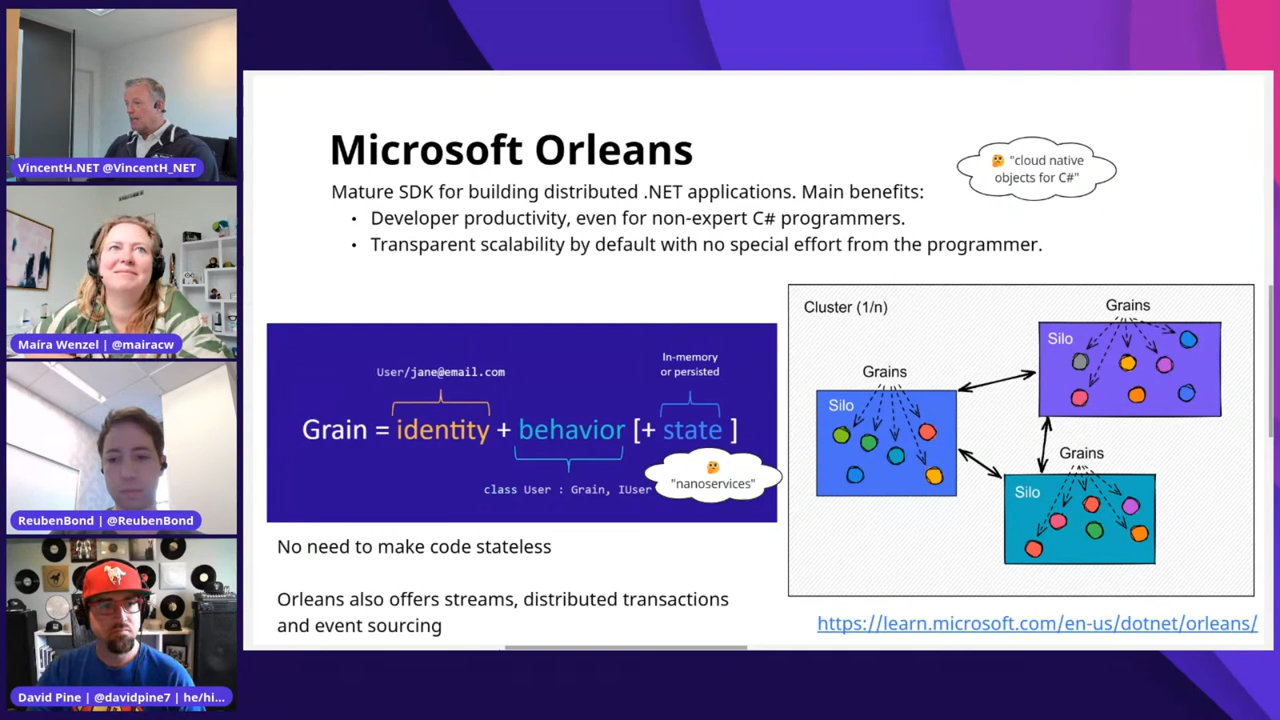 VincentH.NET @VincentH_NET
Maíra Wenzel | @mairacw
ReubenBond | @ReubenBond
David Pine | @davidpine7 | he/hi...
Microsoft Orleans
🤔 "cloud native
objects for C#"
Mature SDK for building distributed .NET applications. Main benefits:
• Developer productivity, even for non-expert C# programmers.
• Transparent scalability by default with no special effort from the programmer.
User/jane@email.com
In-memory
or persisted
Grain = identity + behavior [+ state ]
class User : Grain, IUser
🤔
"nanoservices"
No need to make code stateless
Orleans also offers streams, distributed transactions
and event sourcing
Cluster (1/n)
Grains
Silo
Grains
Silo
Grains
Silo
https://learn.microsoft.com/en-us/dotnet/orleans/